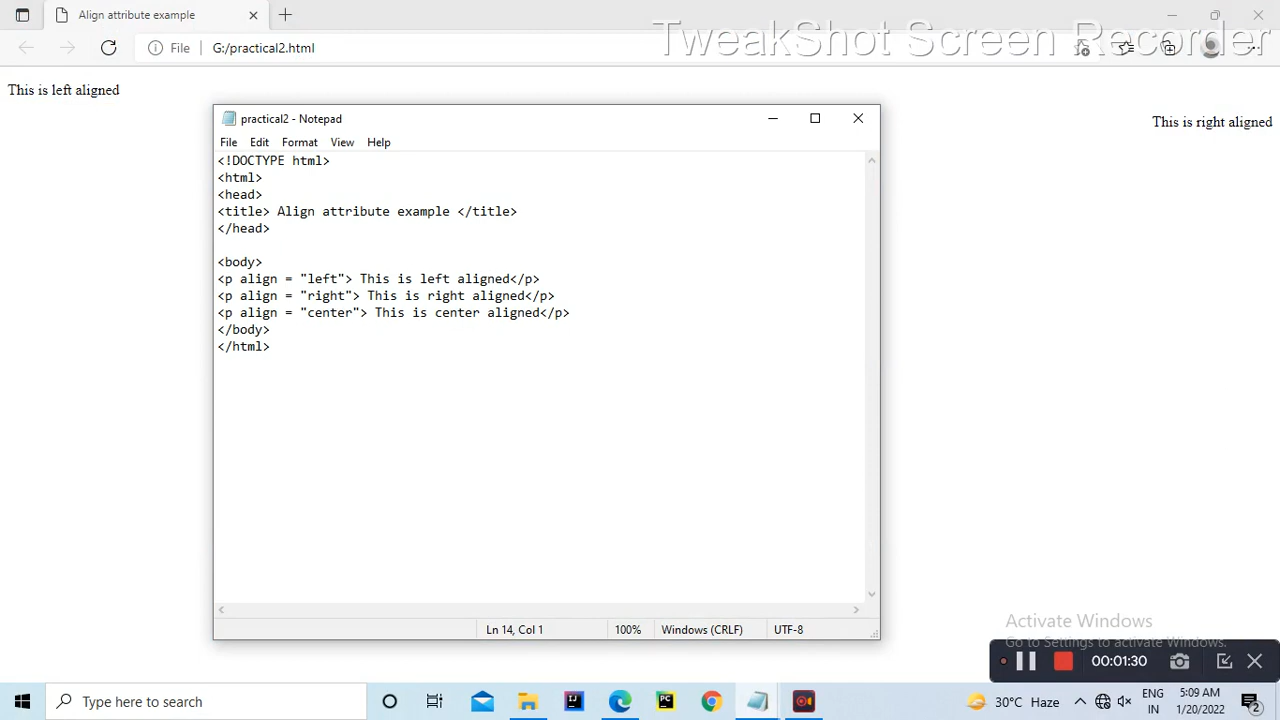 Align attribute example
TweakShot Screen Recorder
File
G:/practical2.html
This is left aligned
This is right aligned
practical2 - Notepad
File Edit Format View Help
<!DOCTYPE html>
<html>
<head>
<title> Align attribute example </title>
</head>
<body>
<p align = "left"> This is left aligned</p>
<p align = "right"> This is right aligned</p>
<p align = "center"> This is center aligned</p>
</body>
</html>
Ln 14, Col 1
100%
Windows (CRLF)
UTF-8
Activate Windows
Go to Settings to activate Windows.
00:01:30
Type here to search
IJ
PC
30°C Haze
ENG
IN
5:09 AM
1/20/2022
2